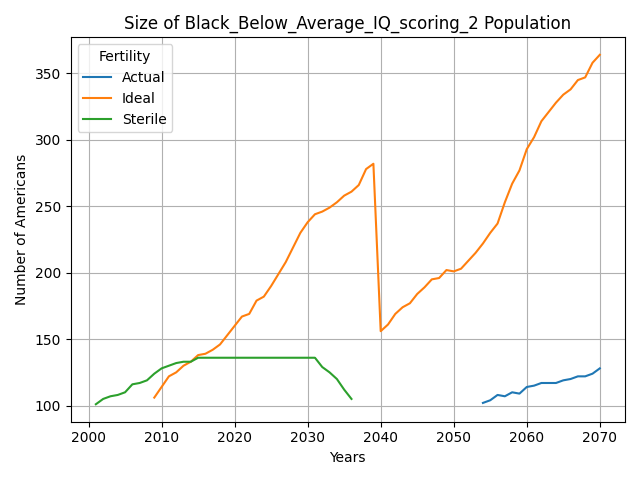 Size of Black_Below_Average_IQ_scoring_2 Population
Fertility
Actual
Ideal
Sterile
Number of Americans
350
300
250
200
150
100
2000 2010 2020 2030 2040 2050 2060 2070
Years